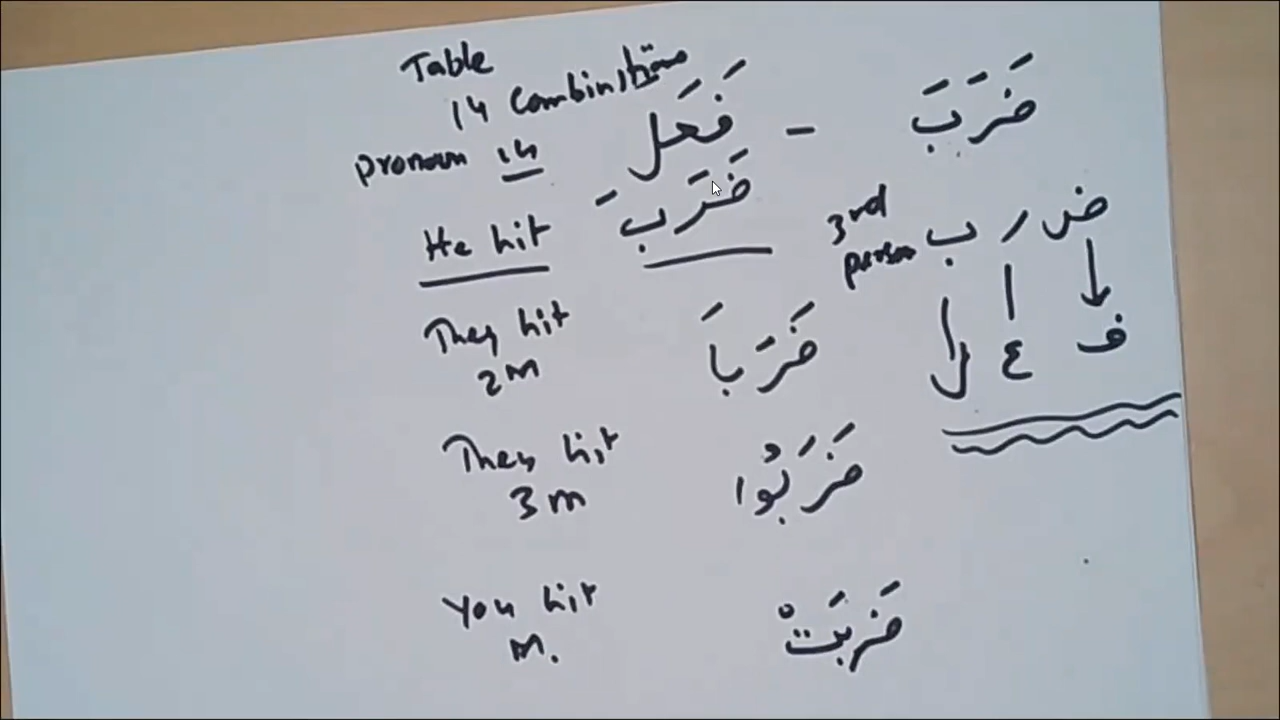 Table
14 Combinations
pronoun 14
فَعَلَ - ضَرَبَ
He hit ضَرَبَ
3rd person
ض ر ب
ف ع ل
They hit ضَرَبَا
2M
They hit ضَرَبُوا
3M
You hit ضَرَبَتْ
M.